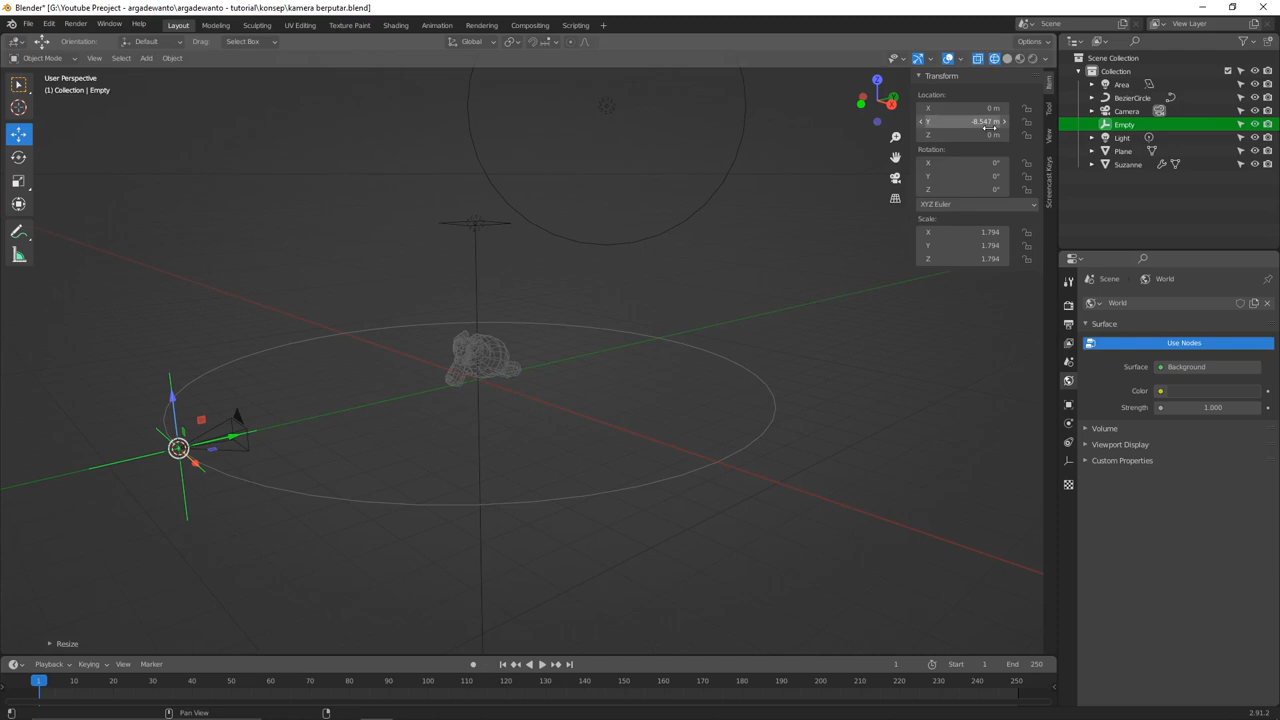 Blender* [G:\Youtube Preoject - argadewanto\argadewanto - tutorial\konsep\kamera berputar.blend]
File Edit Render Window Help Layout Modeling Sculpting UV Editing Texture Paint Shading Animation Rendering Compositing Scripting Scene View Layer
Orientation: Default Drag: Select Box Global Options
Object Mode View Select Add Object
User Perspective
(1) Collection | Empty
Transform
Location:
X 0 m
Y -8.547 m
Z 0 m
Rotation:
X 0°
Y 0°
Z 0°
XYZ Euler
Scale:
X 1.794
Y 1.794
Z 1.794
Item
Tool
View
Screencast Keys
X
Y
Z
Scene Collection
Collection
Area
BezierCircle
Camera
Empty
Light
Plane
Suzanne
Scene World
World
Surface
Use Nodes
Surface Background
Color
Strength 1.000
Volume
Viewport Display
Custom Properties
Resize
Playback Keying View Marker 1 Start 1 End 250
1 10 20 30 40 50 60 70 80 90 100 110 120 130 140 150 160 170 180 190 200 210 220 230 240 250
Pan View 2.91.2